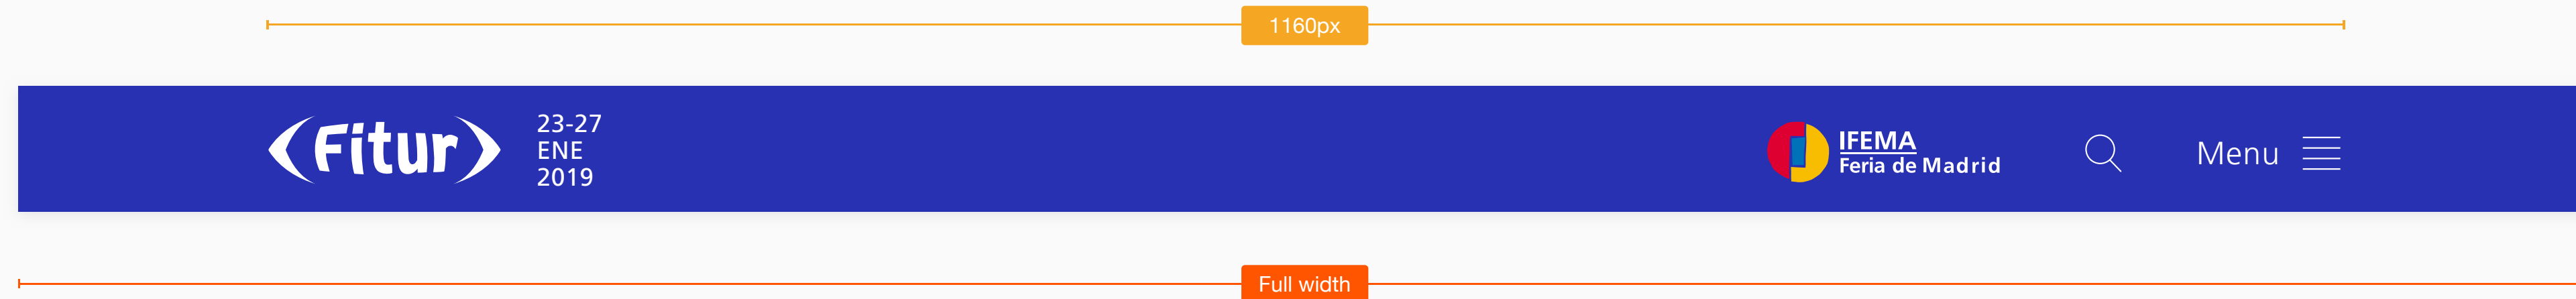 1160px
Fitur
23-27
ENE
2019
IFEMA
Feria de Madrid
Menu
Full width